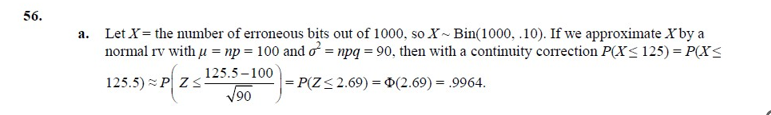 56.
a. Let X = the number of erroneous bits out of 1000, so X ~ Bin(1000, .10). If we approximate X by a
normal rv with μ = np = 100 and σ² = npq = 90, then with a continuity correction P(X ≤ 125) = P(X ≤
125.5) ≈ P(Z ≤ (125.5−100)/√90) = P(Z ≤ 2.69) = Φ(2.69) = .9964.